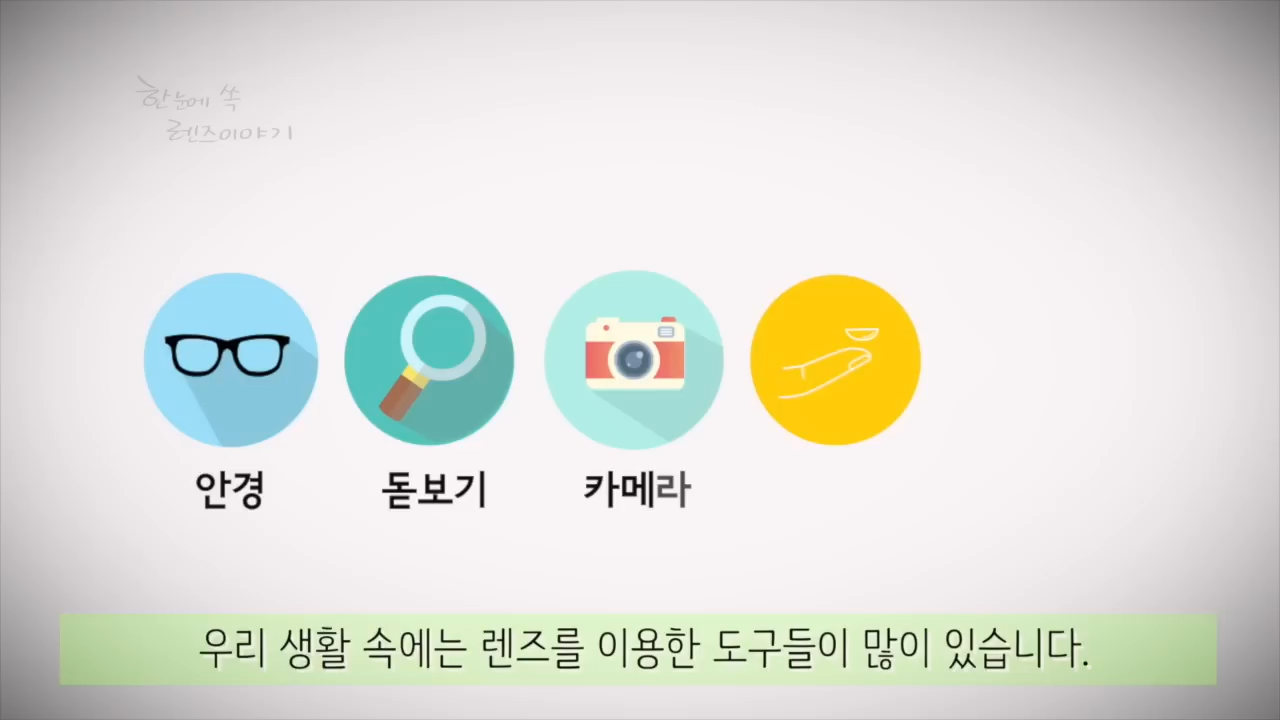 한눈에 쏙
렌즈이야기
안경
돋보기
카메라
우리 생활 속에는 렌즈를 이용한 도구들이 많이 있습니다.